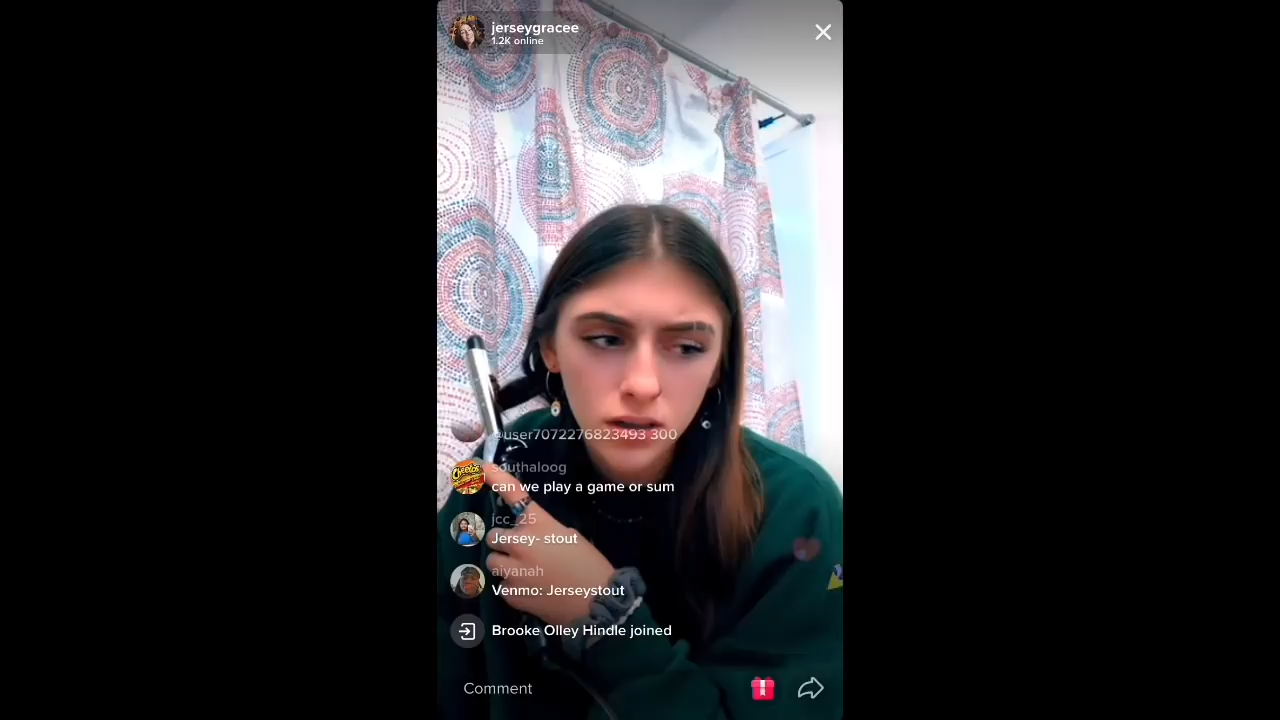 jerseygracee
1.2K online
@user7072276823493 300
southaloog
can we play a game or sum
jcc_25
Jersey- stout
aiyanah
Venmo: Jerseystout
Brooke Olley Hindle joined
Comment
Cheetos